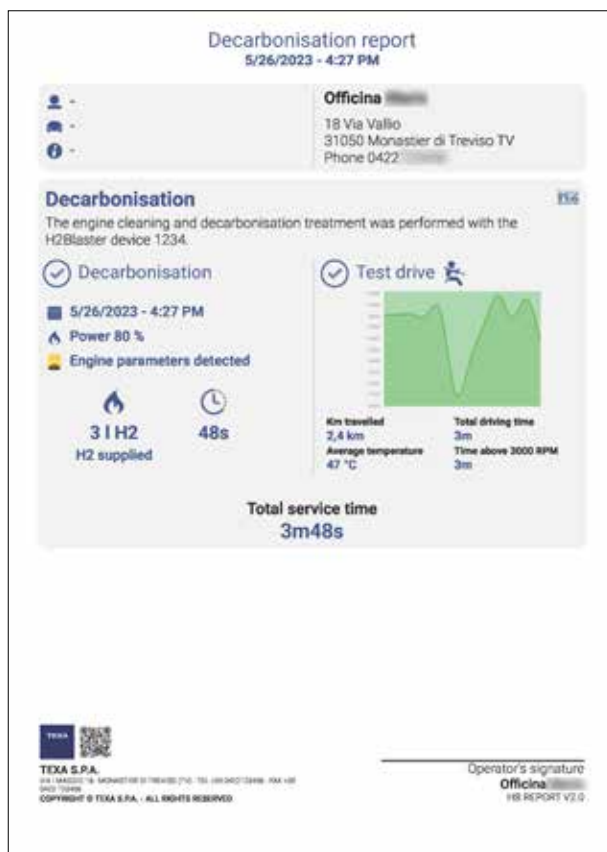 Decarbonisation report
5/26/2023 - 4:27 PM
-
-
-
Officina
18 Via Vallio
31050 Monastier di Treviso TV
Phone 0422
Decarbonisation
The engine cleaning and decarbonisation treatment was performed with the
H2Blaster device 1234.
Decarbonisation
5/26/2023 - 4:27 PM
Power 80 %
Engine parameters detected
3 l H2
H2 supplied
48s
Test drive
Km travelled
2,4 km
Total driving time
3m
Average temperature
47 °C
Time above 3000 RPM
3m
Total service time
3m48s
TEXA
TEXA S.P.A.
COPYRIGHT © TEXA S.P.A. - ALL RIGHTS RESERVED
Operator's signature
Officina
HB REPORT V2.0